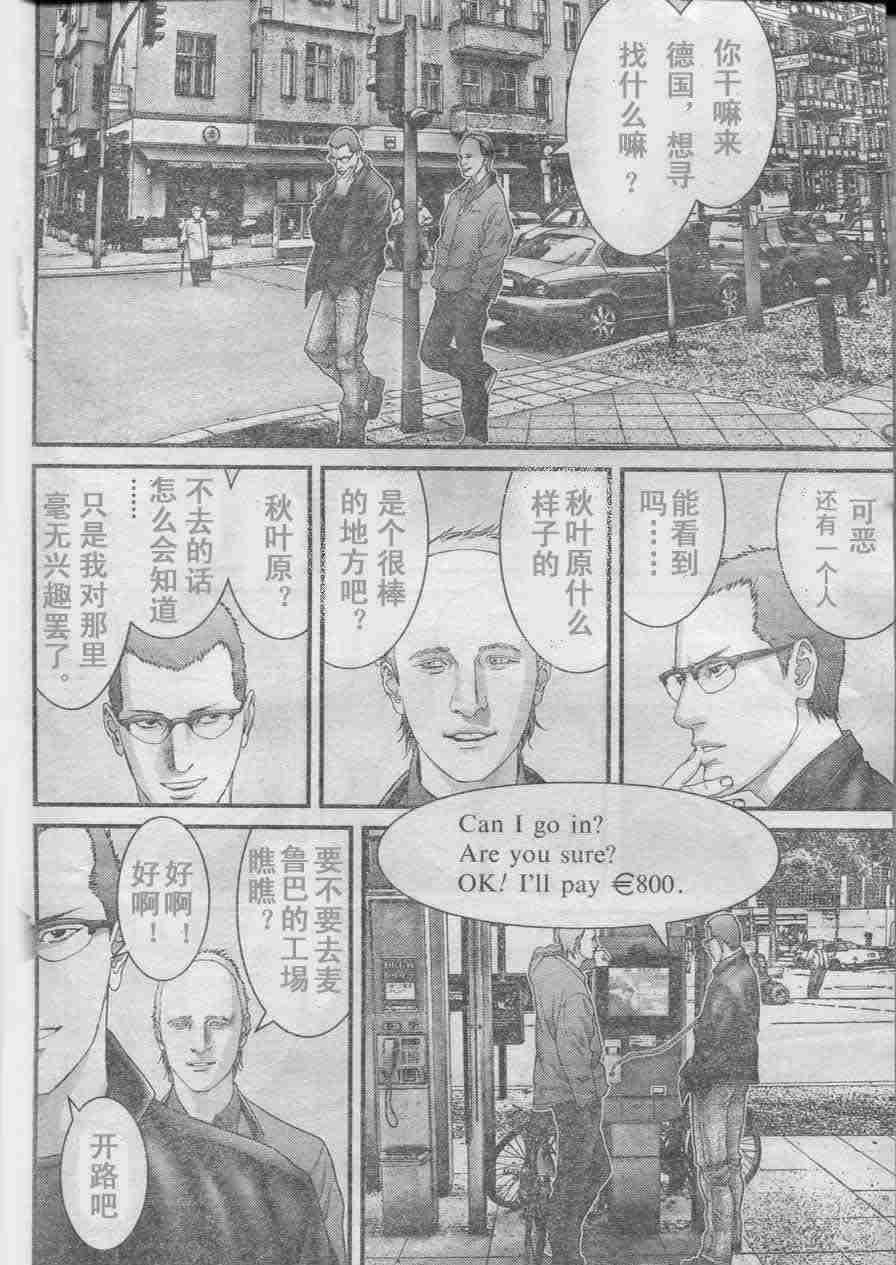 你干嘛来
德国，想寻
找什么嘛？
可恶
还有一个人
能看到
吗……
秋叶原什么
样子的
是个很棒
的地方吧？
秋叶原？
不去的话
怎么会知道
……
只是我对那里
毫无兴趣罢了。
Can I go in?
Are you sure?
OK! I'll pay €800.
要不要去麦
鲁巴的工场
瞧瞧？
好啊！
好啊！
开路吧